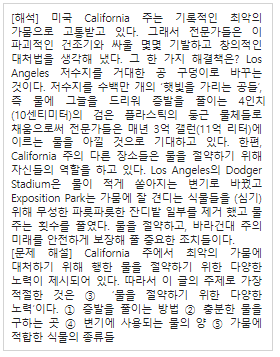 [해석] 미국 California 주는 기록적인 최악의
가뭄으로 고통받고 있다. 그래서 전문가들은 이
파괴적인 건조기와 싸울 몇몇 기발하고 창의적인
대처법을 생각해 냈다. 그 한 가지 해결책은? Los
Angeles 저수지를 거대한 공 구덩이로 바꾸는
것이다. 저수지를 수백만 개의 ‘햇빛을 가리는 공들’,
즉 물에 그늘을 드리워 증발을 줄이는 4인치
(10센티미터)의 검은 플라스틱의 둥근 물체들로
채움으로써 전문가들은 매년 3억 갤런(11억 리터)에
이르는 물을 아낄 것으로 기대하고 있다. 한편,
California 주의 다른 장소들은 물을 절약하기 위해
자신들의 역할을 하고 있다. Los Angeles의 Dodger
Stadium은 물이 적게 쏟아지는 변기로 바꿨고
Exposition Park는 가뭄에 잘 견디는 식물들을 (심기)
위해 무성한 파릇파릇한 잔디밭 일부를 제거 했고 물
주는 횟수를 줄였다. 물을 절약하고, 바라건대 주의
미래를 안전하게 보장해 줄 중요한 조치들이다.
[문제 해설] California 주에서 최악의 가뭄에
대처하기 위해 행한 물을 절약하기 위한 다양한
노력이 제시되어 있다. 따라서 이 글의 주제로 가장
적절한 것은 ③ ‘물을 절약하기 위한 다양한
노력’이다. ① 증발을 줄이는 방법 ② 충분한 물을
구하는 곳 ④ 변기에 사용되는 물의 양 ⑤ 가뭄에
적합한 식물의 종류들